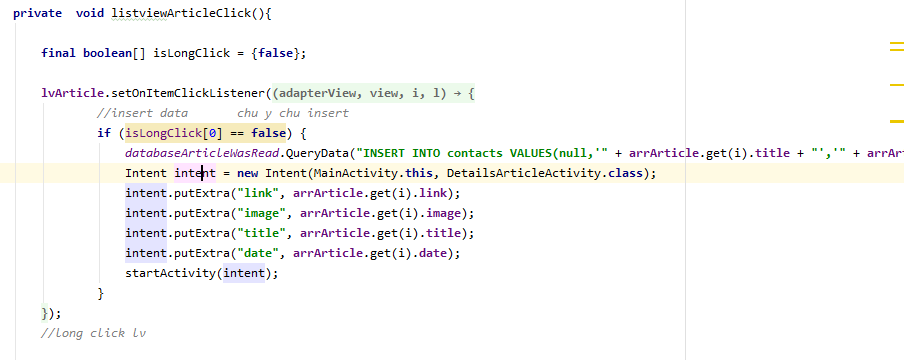 private  void listviewArticleClick(){
final boolean[] isLongClick = {false};
lvArticle.setOnItemClickListener((adapterView, view, i, l) → {
//insert data       chu y chu insert
if (isLongClick[0] == false) {
databaseArticleWasRead.QueryData("INSERT INTO contacts VALUES(null,'" + arrArticle.get(i).title + "','" + arrArt
Intent intent = new Intent(MainActivity.this, DetailsArticleActivity.class);
intent.putExtra("link", arrArticle.get(i).link);
intent.putExtra("image", arrArticle.get(i).image);
intent.putExtra("title", arrArticle.get(i).title);
intent.putExtra("date", arrArticle.get(i).date);
startActivity(intent);
}
});
//long click lv